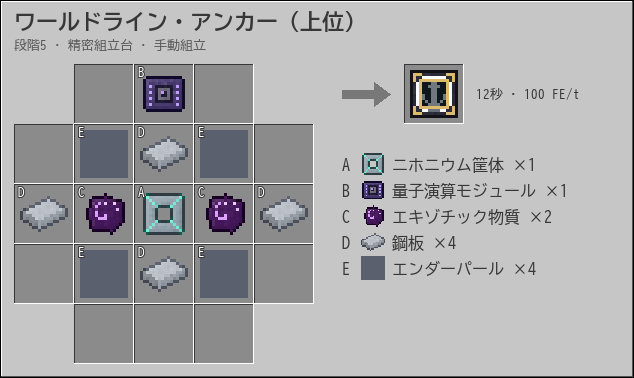 ワールドライン・アンカー（上位）
段階5 · 精密組立台 · 手動組立
B
E D E
D C A C D
E D E
12秒 · 100 FE/t
A ニホニウム筐体 ×1
B 量子演算モジュール ×1
C エキゾチック物質 ×2
D 鋼板 ×4
E エンダーパール ×4